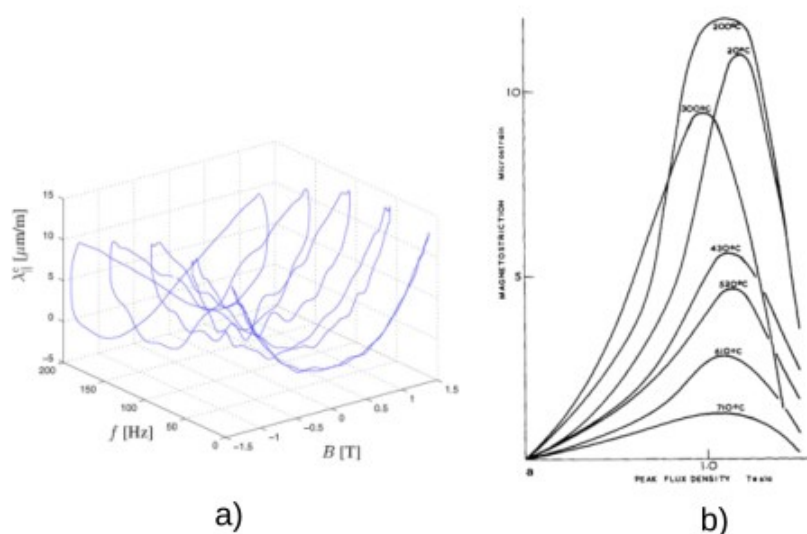 15
10
5
0
-5
λ∥ᶜ [μm/m]
200
150
100
50
0
f [Hz]
-1.5
-1
-0.5
0
0.5
1
1.5
B [T]
a)
MAGNETOSTRICTION Microstrain
10
5
200°C
20°C
300°C
430°C
520°C
610°C
710°C
a
1.0
PEAK FLUX DENSITY Tesla
b)